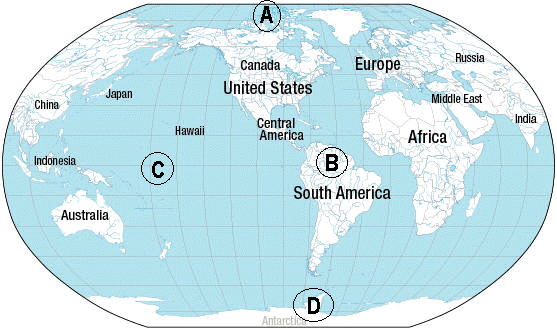 A
Canada
Europe
Russia
United States
China
Japan
Middle East
Hawaii
Central
America
Africa
India
Indonesia
C
B
South America
Australia
D
Antarctica